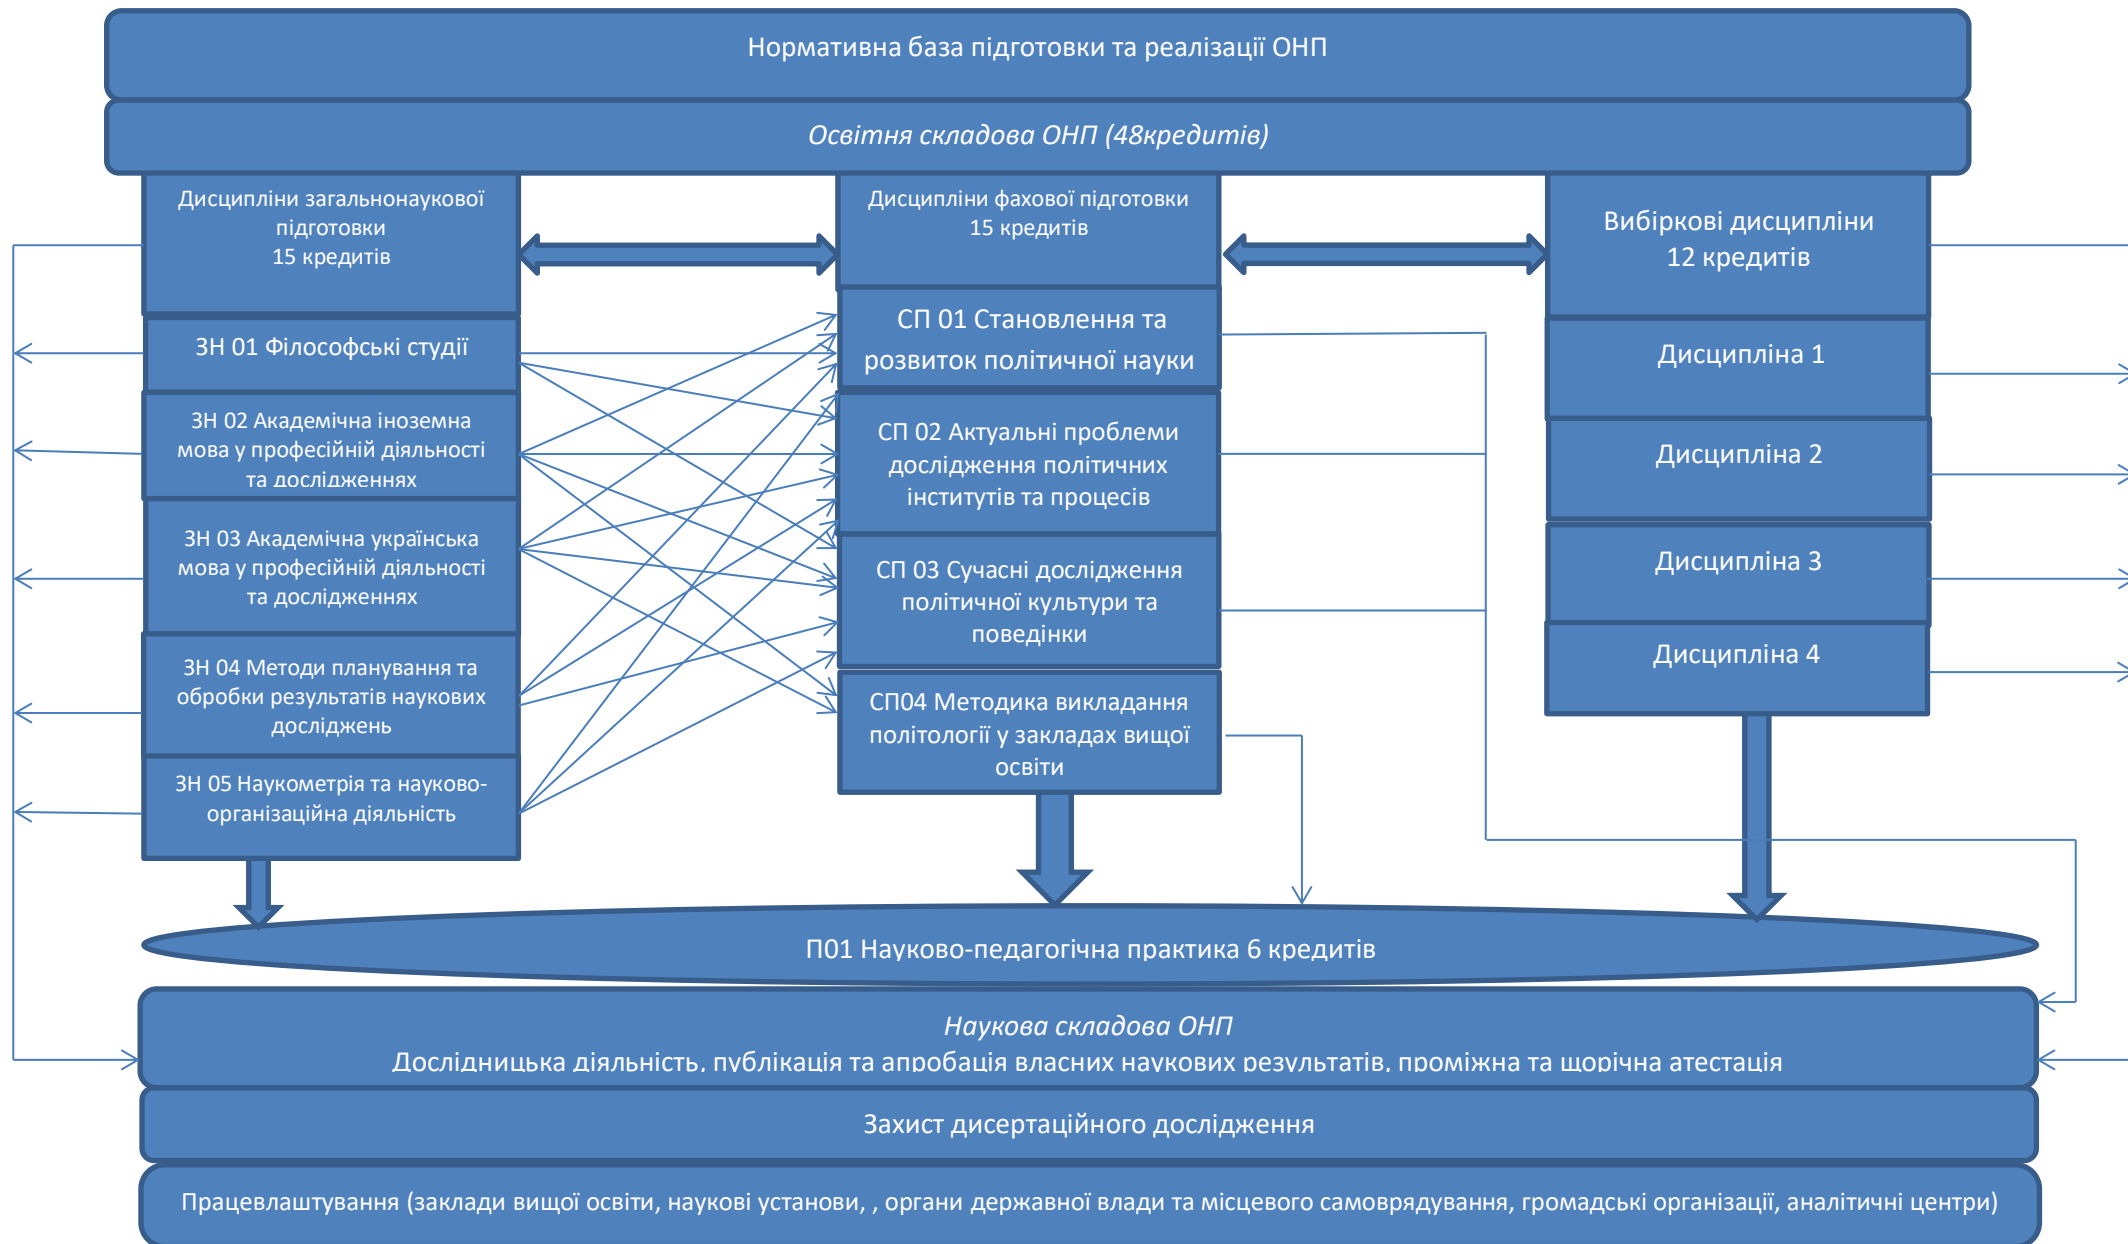 Нормативна база підготовки та реалізації ОНП
Освітня складова ОНП (48кредитів)
Дисципліни загальнонаукової
підготовки
15 кредитів
ЗН 01 Філософські студії
ЗН 02 Академічна іноземна
мова у професійній діяльності
та дослідженнях
ЗН 03 Академічна українська
мова у професійній діяльності
та дослідженнях
ЗН 04 Методи планування та
обробки результатів наукових
досліджень
ЗН 05 Наукометрія та науково-
організаційна діяльність
Дисципліни фахової підготовки
15 кредитів
СП 01 Становлення та
розвиток політичної науки
СП 02 Актуальні проблеми
дослідження політичних
інститутів та процесів
СП 03 Сучасні дослідження
політичної культури та
поведінки
СП04 Методика викладання
політології у закладах вищої
освіти
Вибіркові дисципліни
12 кредитів
Дисципліна 1
Дисципліна 2
Дисципліна 3
Дисципліна 4
П01 Науково-педагогічна практика 6 кредитів
Наукова складова ОНП
Дослідницька діяльність, публікація та апробація власних наукових результатів, проміжна та щорічна атестація
Захист дисертаційного дослідження
Працевлаштування (заклади вищої освіти, наукові установи, , органи державної влади та місцевого самоврядування, громадські організації, аналітичні центри)